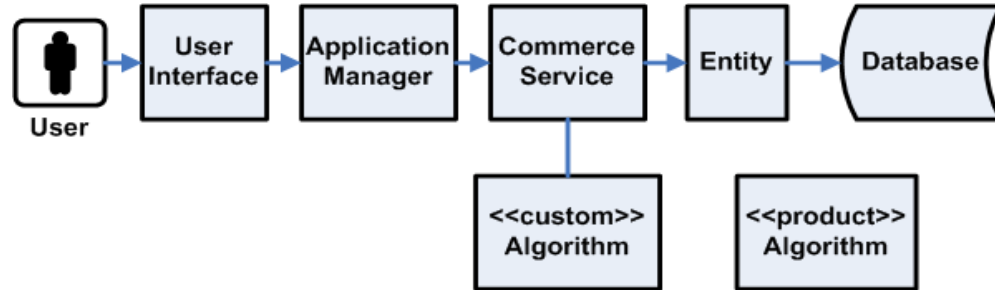 User
Interface
Application
Manager
Commerce
Service
Entity
Database
User
<<custom>>
Algorithm
<<product>>
Algorithm